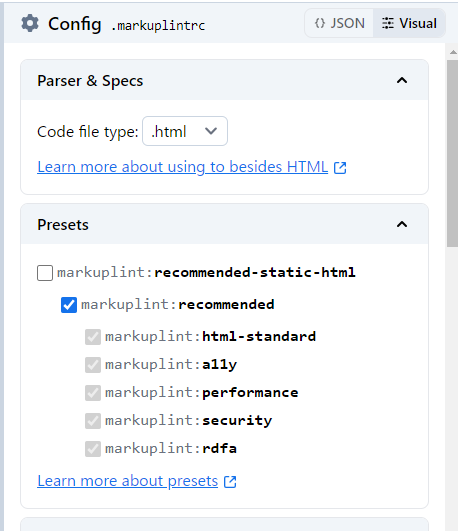 Config .markuplintrc JSON Visual
Parser & Specs
Code file type: .html
Learn more about using to besides HTML
Presets
markuplint:recommended-static-html
markuplint:recommended
markuplint:html-standard
markuplint:a11y
markuplint:performance
markuplint:security
markuplint:rdfa
Learn more about presets